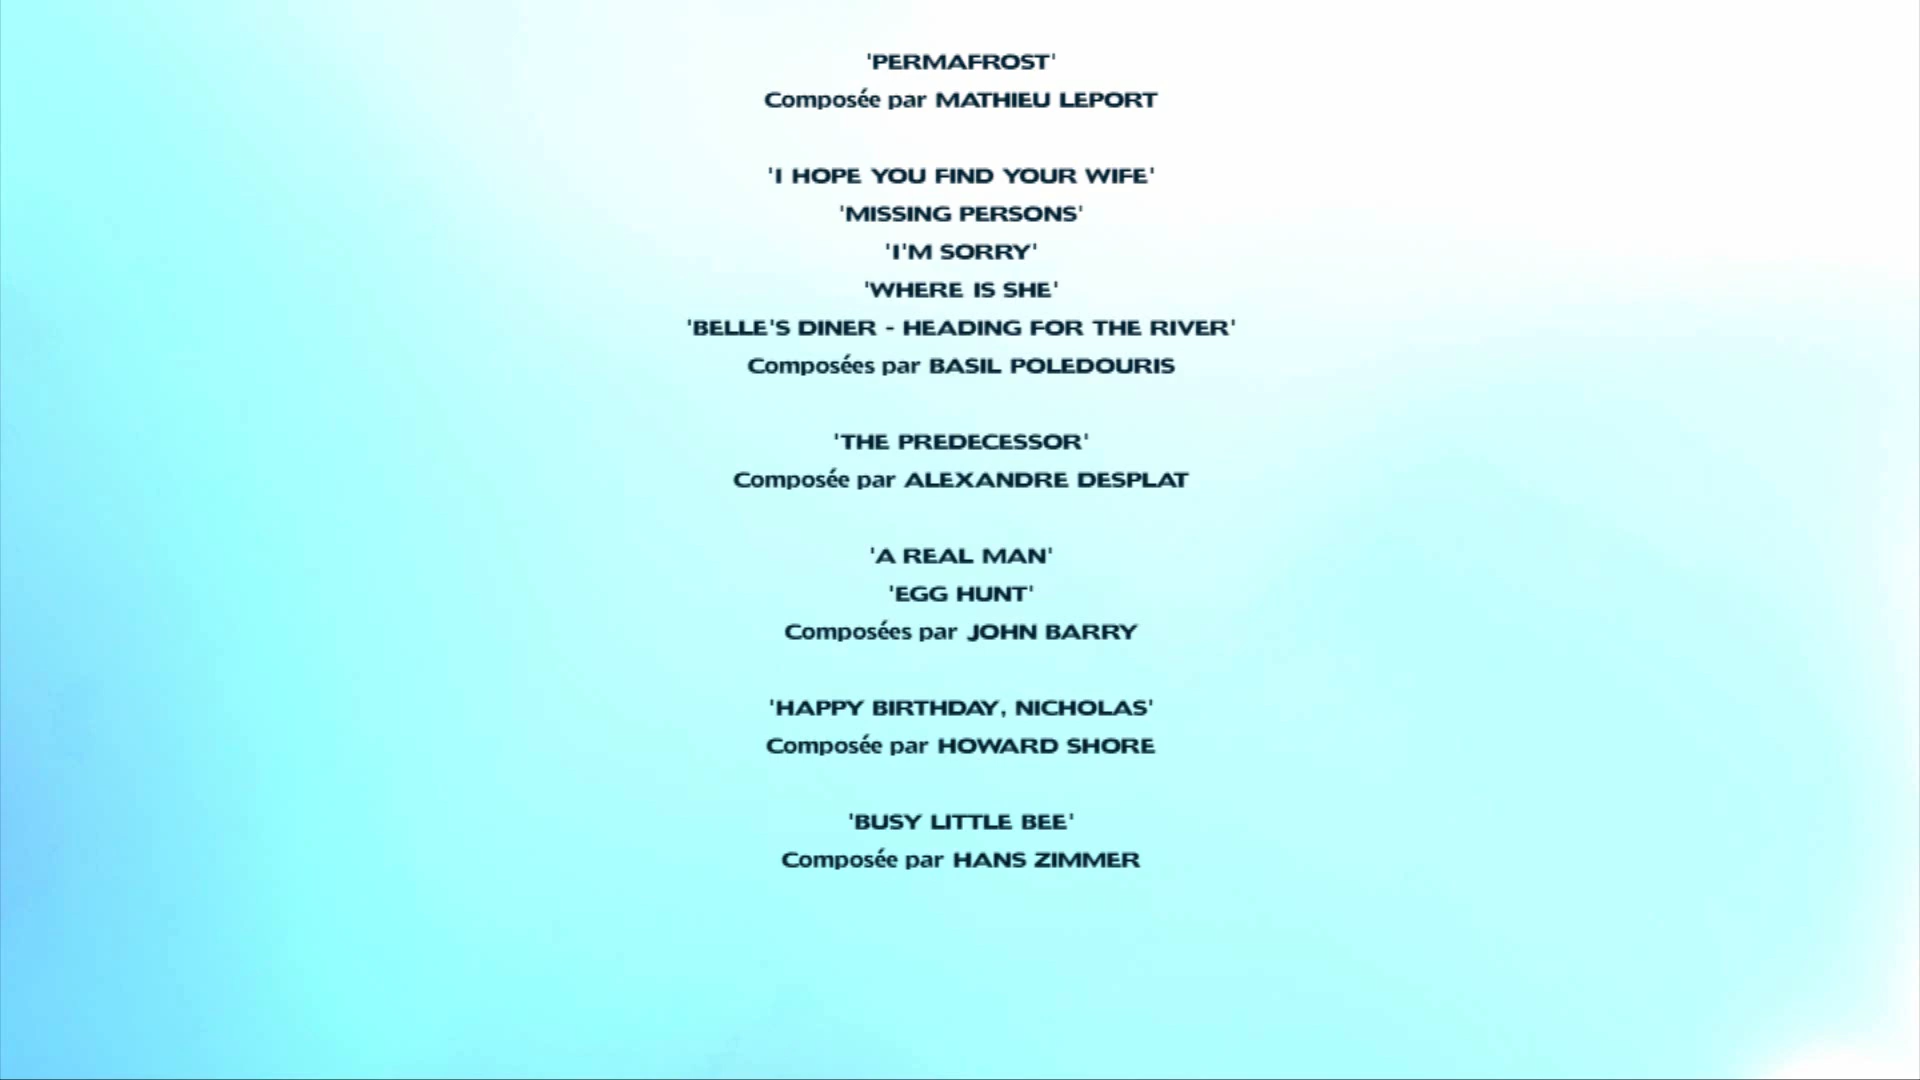 'PERMAFROST'
Composée par MATHIEU LEPORT
'I HOPE YOU FIND YOUR WIFE'
'MISSING PERSONS'
'I'M SORRY'
'WHERE IS SHE'
'BELLE'S DINER - HEADING FOR THE RIVER'
Composées par BASIL POLEDOURIS
'THE PREDECESSOR'
Composée par ALEXANDRE DESPLAT
'A REAL MAN'
'EGG HUNT'
Composées par JOHN BARRY
'HAPPY BIRTHDAY, NICHOLAS'
Composée par HOWARD SHORE
'BUSY LITTLE BEE'
Composée par HANS ZIMMER